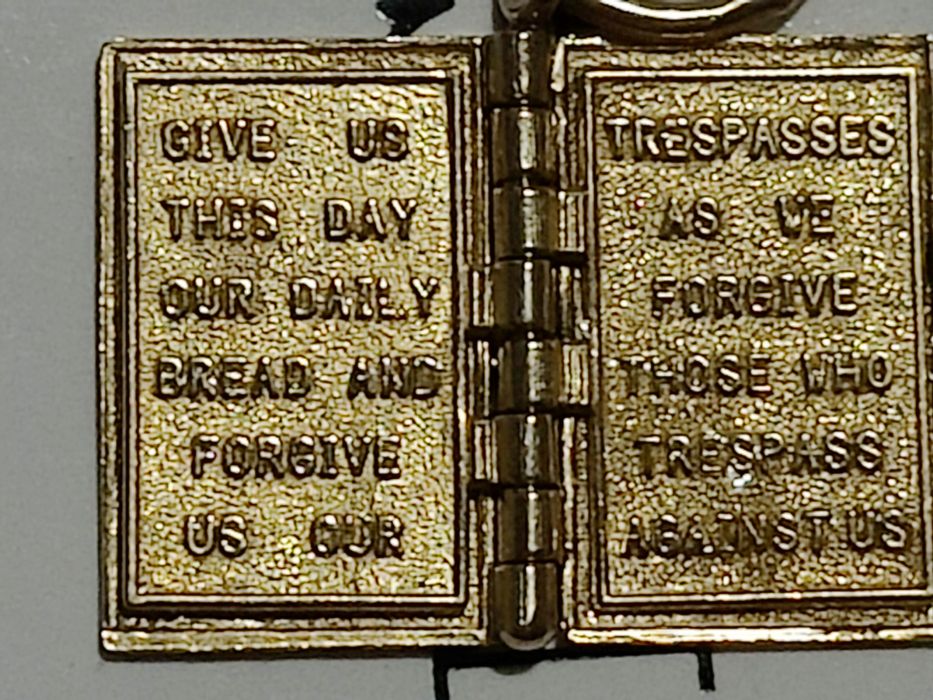 GIVE US
THIS DAY
OUR DAILY
BREAD AND
FORGIVE
US OUR
TRESPASSES
AS WE
FORGIVE
THOSE WHO
TRESPASS
AGAINST US